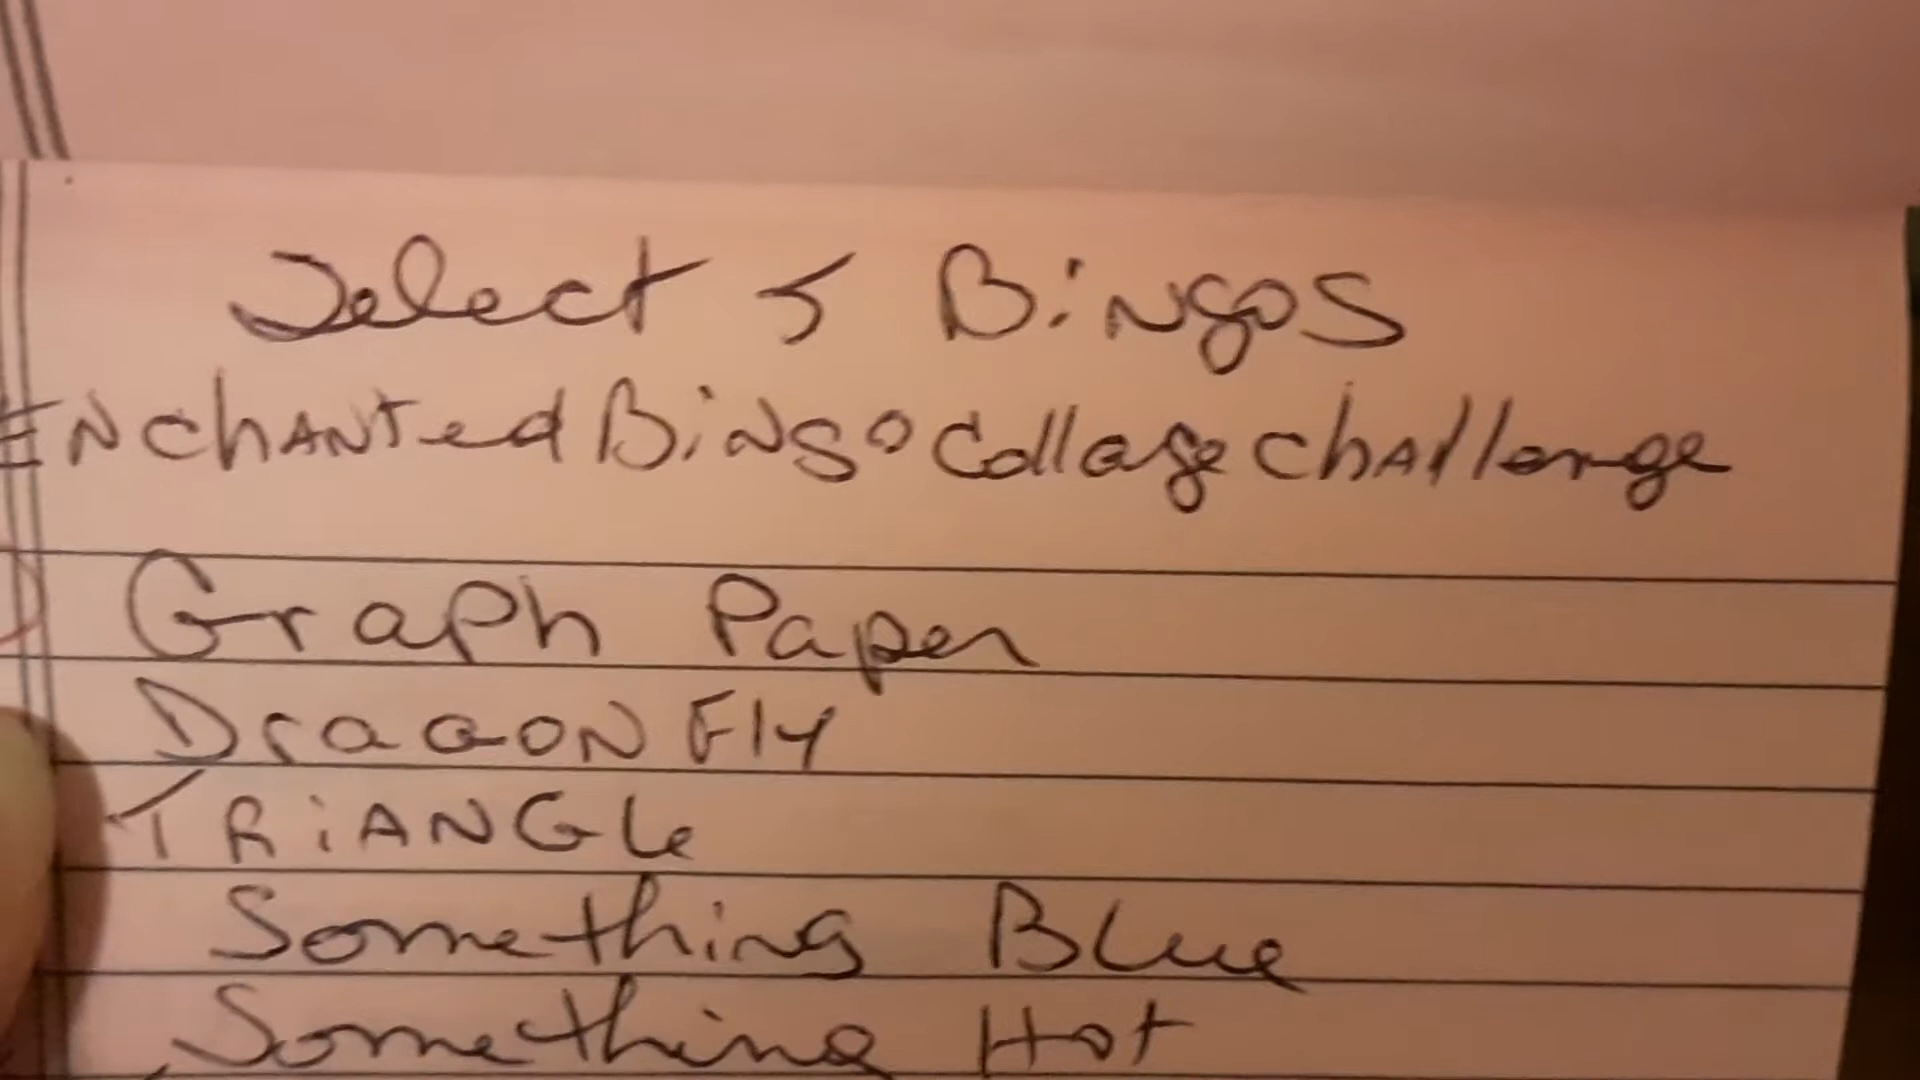 Select 5 Bingos
Enchanted Bingo Collage Challenge
Graph Paper
Dragon Fly
TRiANGLe
Something Blue
Something Hot